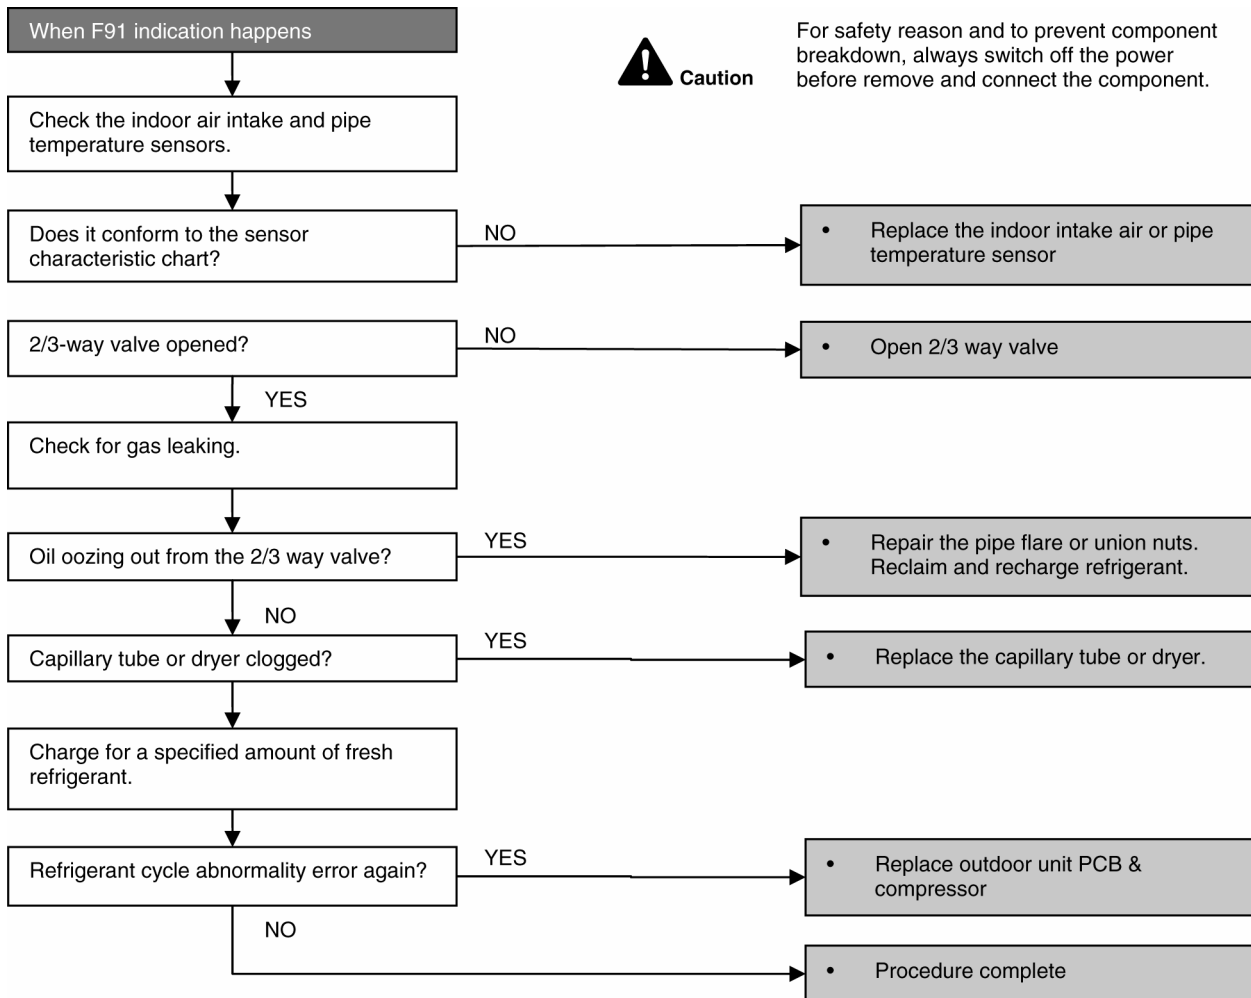 When F91 indication happens
Caution
For safety reason and to prevent component
breakdown, always switch off the power
before remove and connect the component.
Check the indoor air intake and pipe
temperature sensors.
Does it conform to the sensor
characteristic chart?
NO
• Replace the indoor intake air or pipe
temperature sensor
2/3-way valve opened?
NO
• Open 2/3 way valve
YES
Check for gas leaking.
Oil oozing out from the 2/3 way valve?
YES
• Repair the pipe flare or union nuts.
Reclaim and recharge refrigerant.
NO
Capillary tube or dryer clogged?
YES
• Replace the capillary tube or dryer.
Charge for a specified amount of fresh
refrigerant.
Refrigerant cycle abnormality error again?
YES
• Replace outdoor unit PCB &
compressor
NO
• Procedure complete